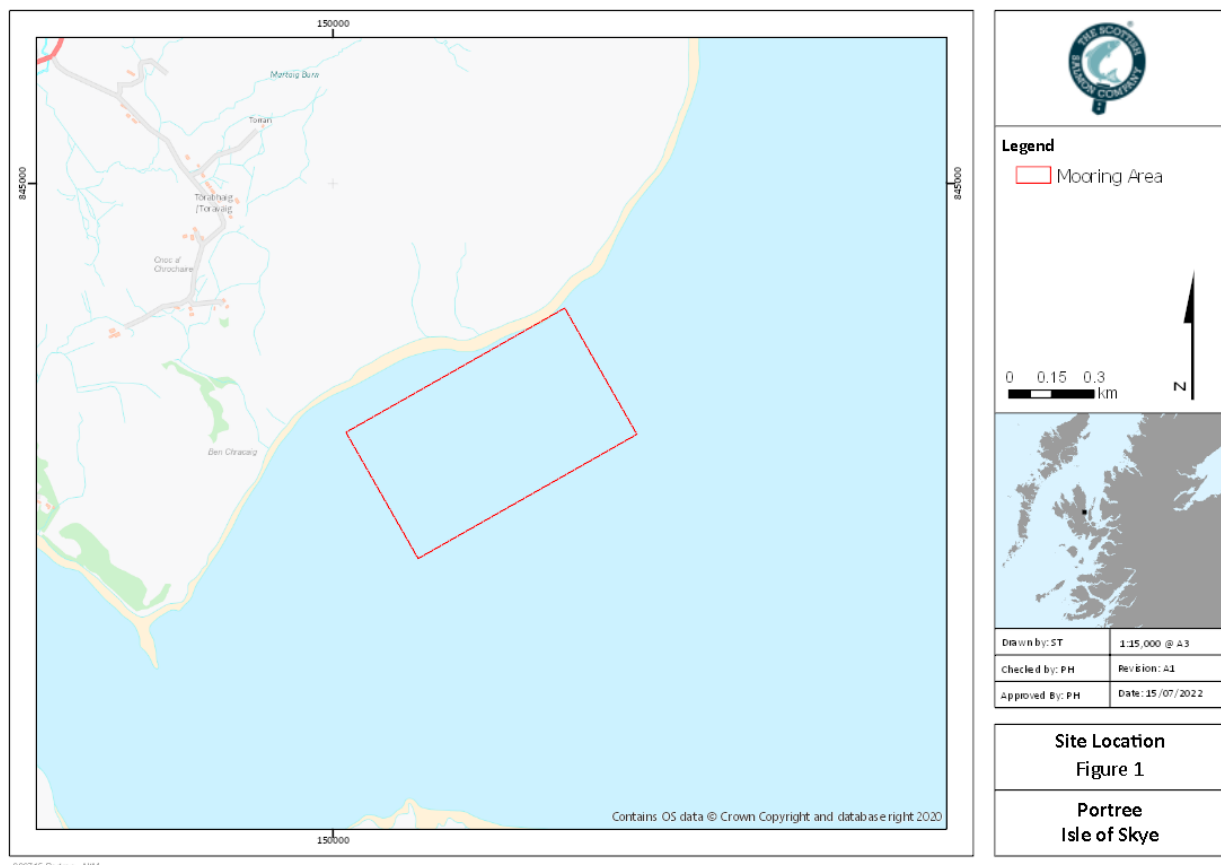 150000
845000
845000
Martaig Burn
Torran
Torabhaig
/Toravaig
Cnoc a'
Chrochaire
Ben Chracaig
Contains OS data © Crown Copyright and database right 2020
150000
THE SCOTTISH
SALMON COMPANY
Legend
Mooring Area
0 0.15 0.3
km
N
Drawn by: ST
1:15,000 @ A3
Checked by: PH
Revision: A1
Approved By: PH
Date: 15/07/2022
Site Location
Figure 1
Portree
Isle of Skye